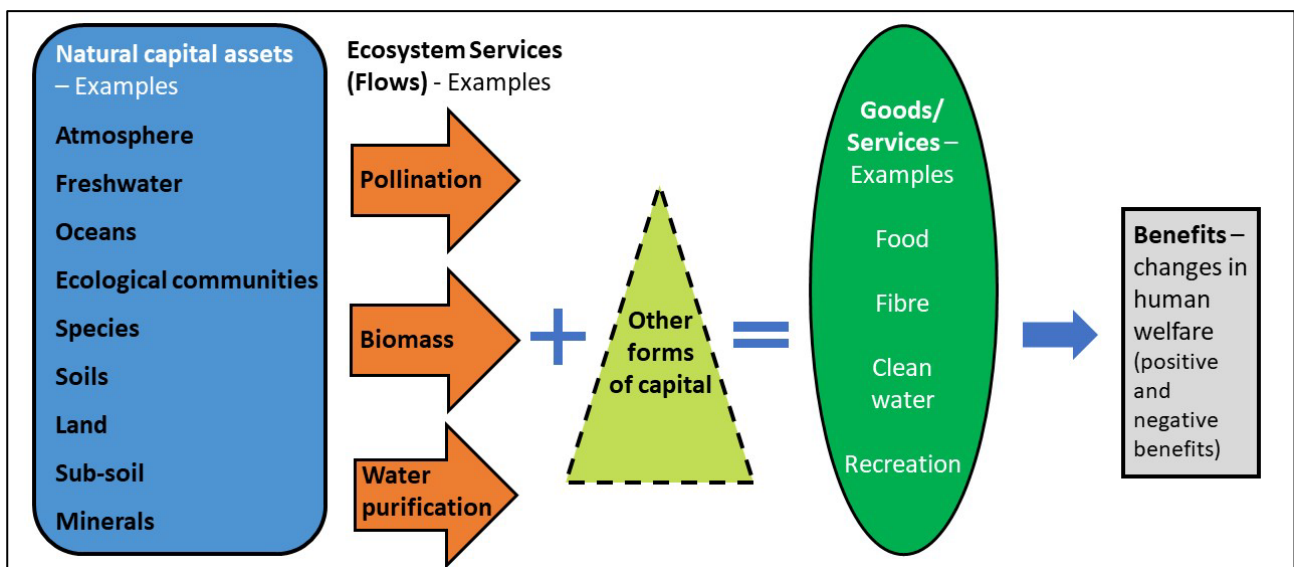 Natural capital assets
– Examples
Atmosphere
Freshwater
Oceans
Ecological communities
Species
Soils
Land
Sub-soil
Minerals
Ecosystem Services
(Flows) - Examples
Pollination
Biomass
Water
purification
Other
forms
of capital
Goods/
Services –
Examples
Food
Fibre
Clean
water
Recreation
Benefits –
changes in
human
welfare
(positive
and
negative
benefits)